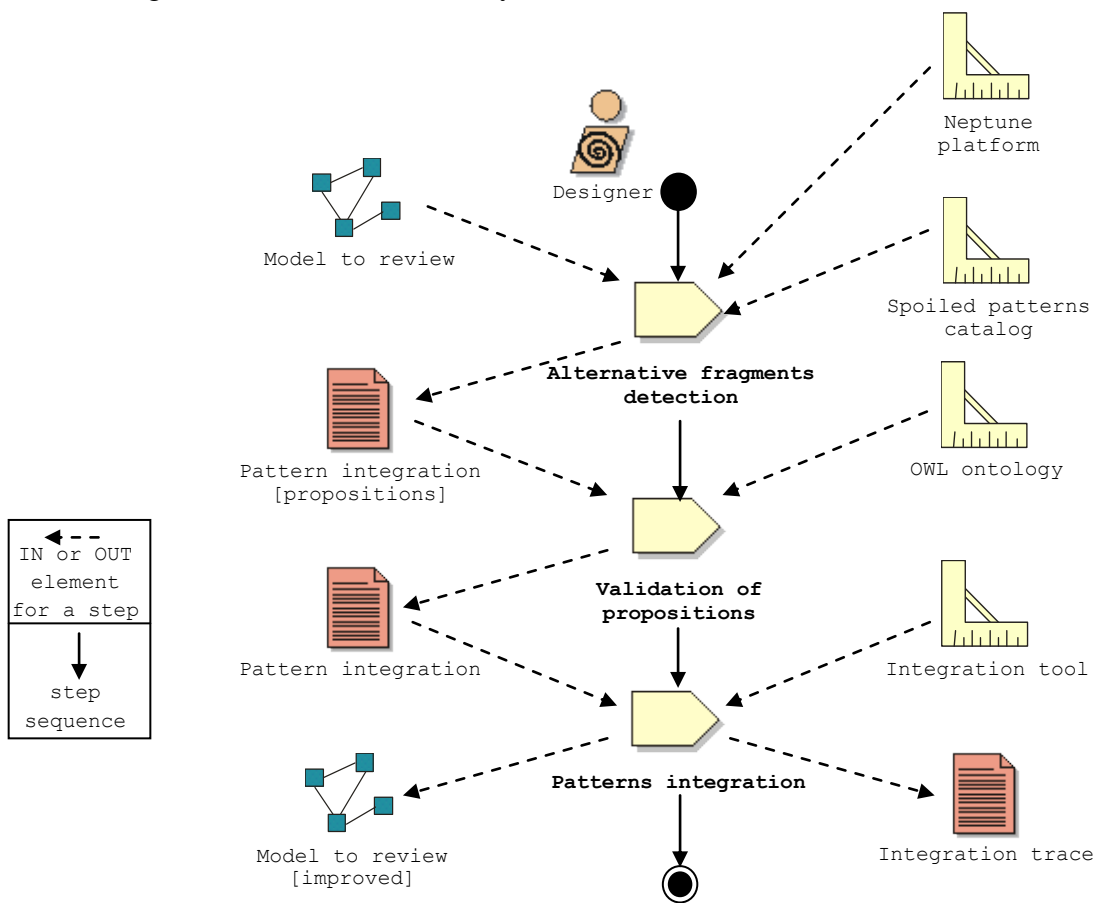 Neptune
platform
Designer
Model to review
Spoiled patterns
catalog
Alternative fragments
detection
Pattern integration
[propositions]
OWL ontology
IN or OUT
element
for a step
step
sequence
Validation of
propositions
Pattern integration
Integration tool
Patterns integration
Model to review
[improved]
Integration trace